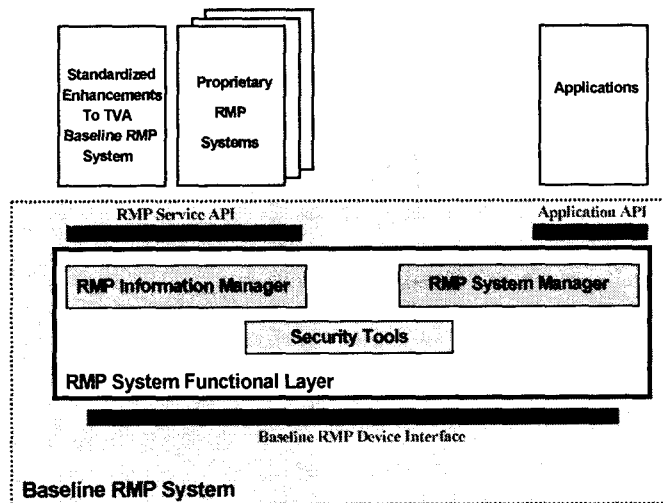 Standardized
Enhancements
To TVA
Baseline RMP
System
Proprietary
RMP
Systems
Applications
RMP Service API
Application API
RMP Information Manager
RMP System Manager
Security Tools
RMP System Functional Layer
Baseline RMP Device Interface
Baseline RMP System